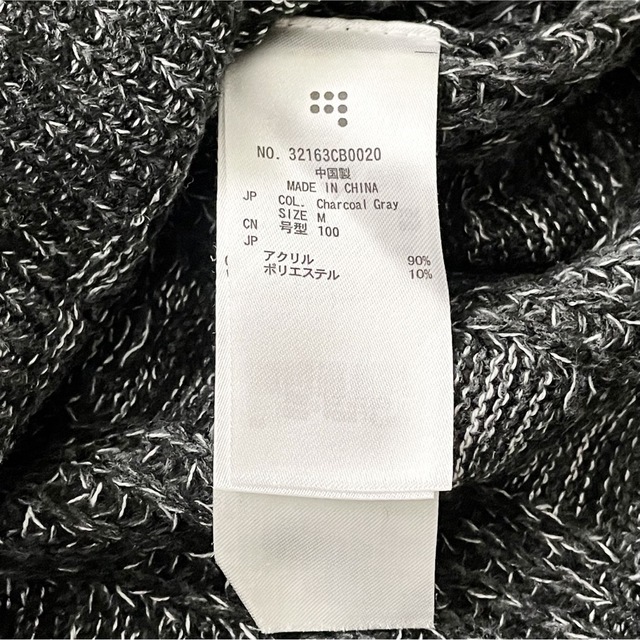 NO. 32163CB0020
中国製
MADE IN CHINA
JP COL. Charcoal Gray
SIZE M
CN 号型 100
JP
アクリル 90%
ポリエステル 10%